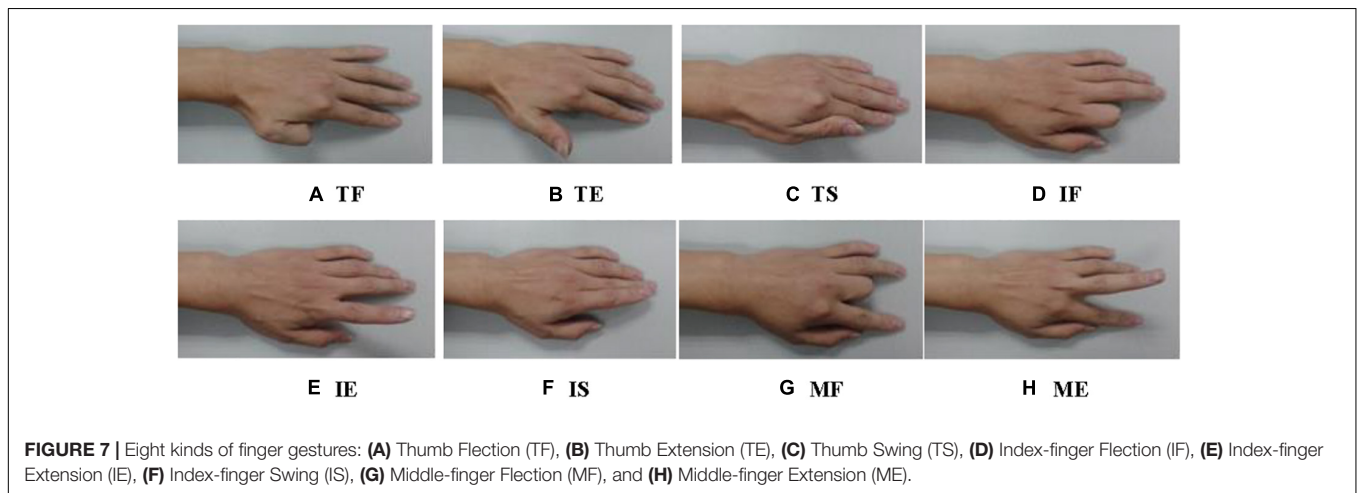 A TF
B TE
C TS
D IF
E IE
F IS
G MF
H ME
FIGURE 7 | Eight kinds of finger gestures: (A) Thumb Flection (TF), (B) Thumb Extension (TE), (C) Thumb Swing (TS), (D) Index-finger Flection (IF), (E) Index-finger
Extension (IE), (F) Index-finger Swing (IS), (G) Middle-finger Flection (MF), and (H) Middle-finger Extension (ME).